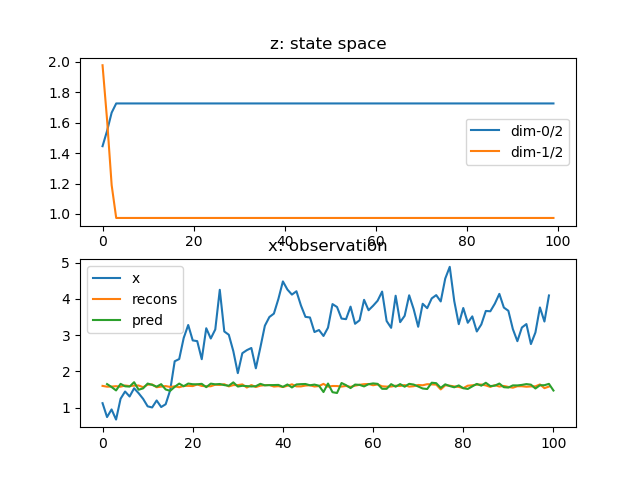 z: state space
2.0
1.8
1.6
1.4
1.2
1.0
dim-0/2
dim-1/2
0 20 40 60 80 100
x: observation
5
4
3
2
1
x
recons
pred
0 20 40 60 80 100